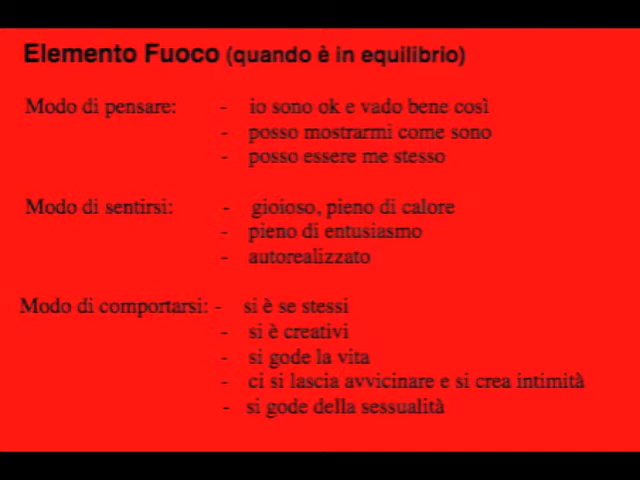 Elemento Fuoco (quando è in equilibrio)
Modo di pensare: - io sono ok e vado bene così
- posso mostrarmi come sono
- posso essere me stesso
Modo di sentirsi: - gioioso, pieno di calore
- pieno di entusiasmo
- autorealizzato
Modo di comportarsi: - si è se stessi
- si è creativi
- si gode la vita
- ci si lascia avvicinare e si crea intimità
- si gode della sessualità